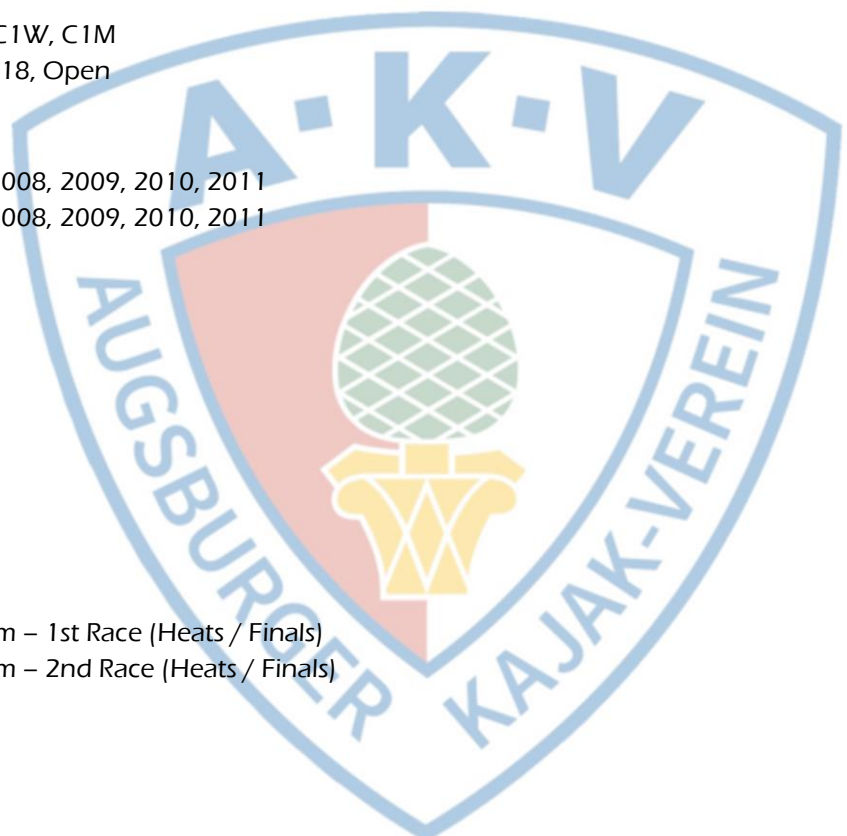 C1W, C1M
18, Open
A·K·V
008, 2009, 2010, 2011
008, 2009, 2010, 2011
AUGSBURGER KAJAK-VEREIN
m – 1st Race (Heats / Finals)
m – 2nd Race (Heats / Finals)